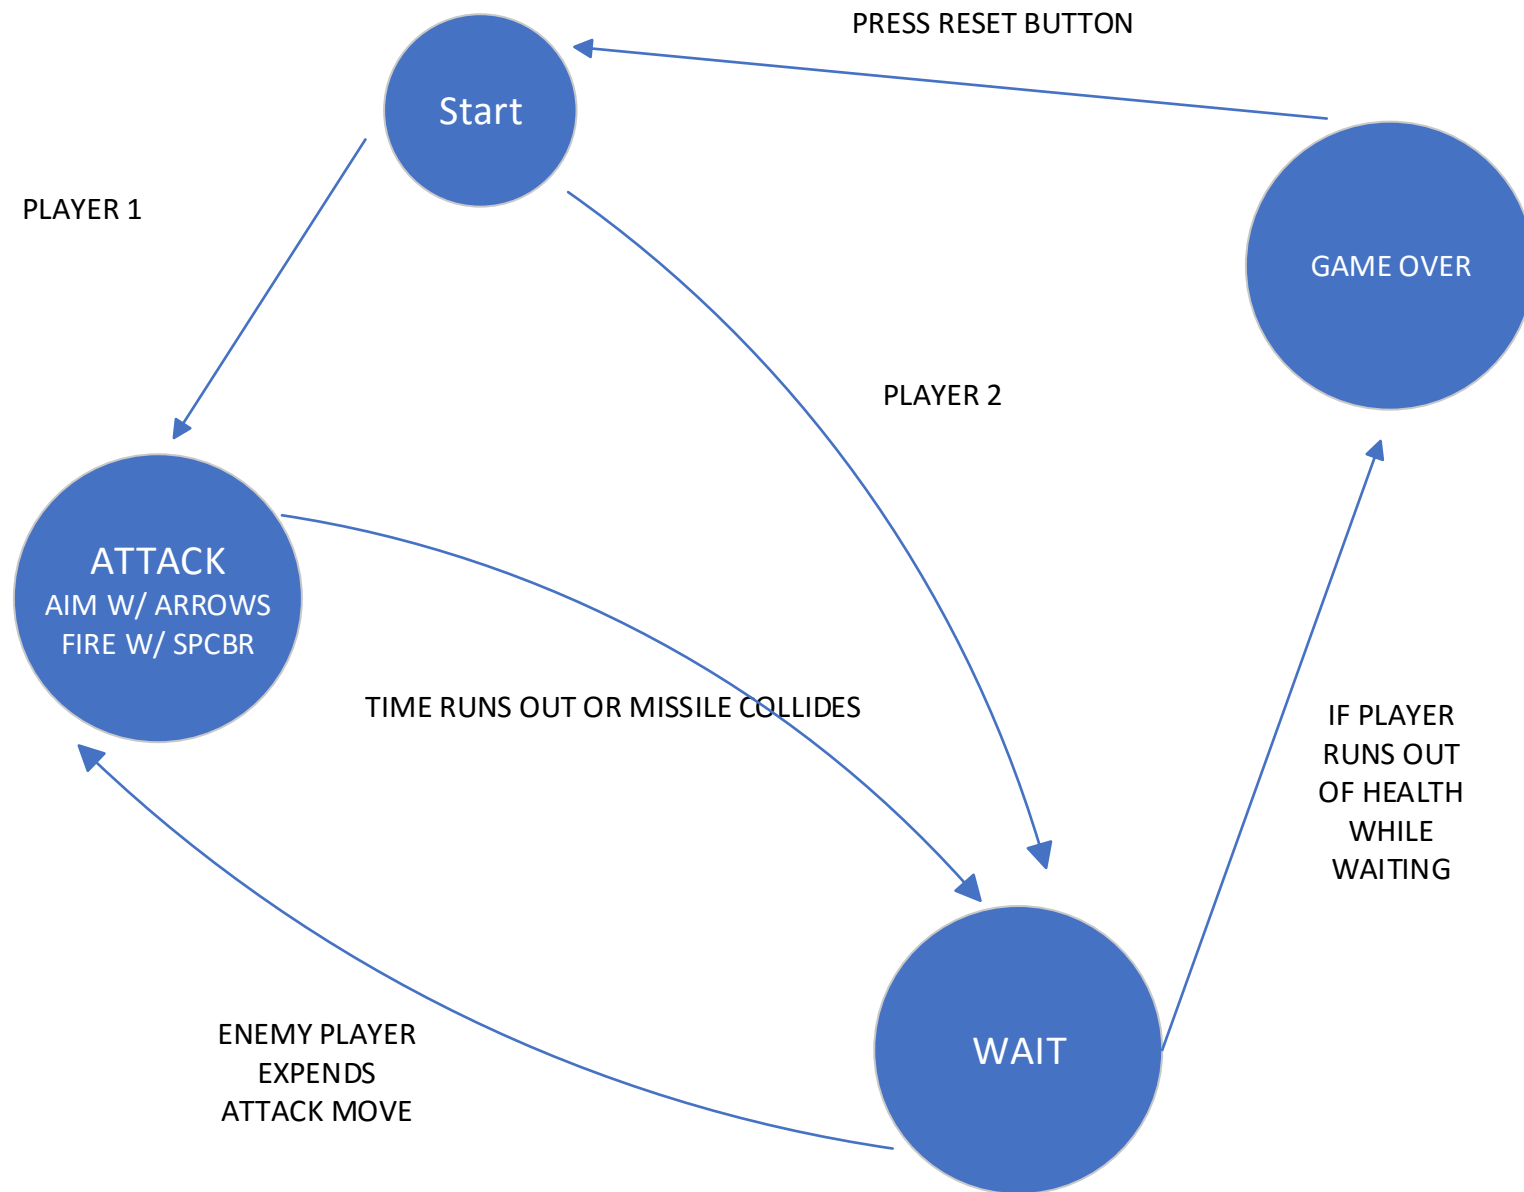 PRESS RESET BUTTON
Start
PLAYER 1
GAME OVER
PLAYER 2
ATTACK
AIM W/ ARROWS
FIRE W/ SPCBR
TIME RUNS OUT OR MISSILE COLLIDES
IF PLAYER
RUNS OUT
OF HEALTH
WHILE
WAITING
ENEMY PLAYER
EXPENDS
ATTACK MOVE
WAIT